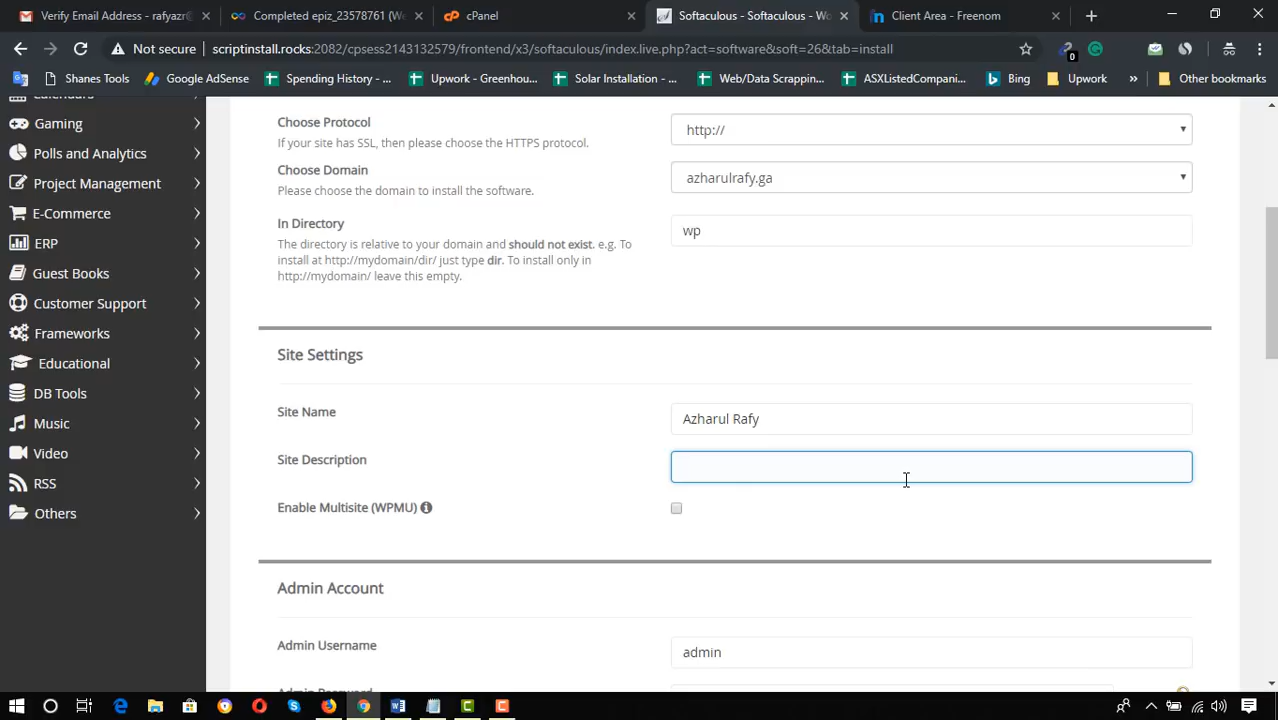 Verify Email Address - rafyazr(
Completed epiz_23578761 (We
cPanel
Softaculous - Softaculous - Wo
Client Area - Freenom
Not secure
scriptinstall.rocks:2082/cpsess2143132579/frontend/x3/softaculous/index.live.php?act=software&soft=26&tab=install
0
Shanes Tools
Google AdSense
Spending History - ...
Upwork - Greenhou...
Solar Installation - ...
Web/Data Scrappin...
ASXListedCompani...
Bing
Upwork
»
Other bookmarks
Calendars
Gaming
Polls and Analytics
Project Management
E-Commerce
ERP
Guest Books
Customer Support
Frameworks
Educational
DB Tools
Music
Video
RSS
Others
Choose Protocol
If your site has SSL, then please choose the HTTPS protocol.
http://
Choose Domain
Please choose the domain to install the software.
azharulrafy.ga
In Directory
The directory is relative to your domain and should not exist. e.g. To
install at http://mydomain/dir/ just type dir. To install only in
http://mydomain/ leave this empty.
wp
Site Settings
Site Name
Azharul Rafy
Site Description
Enable Multisite (WPMU)
Admin Account
Admin Username
admin
Admin Password